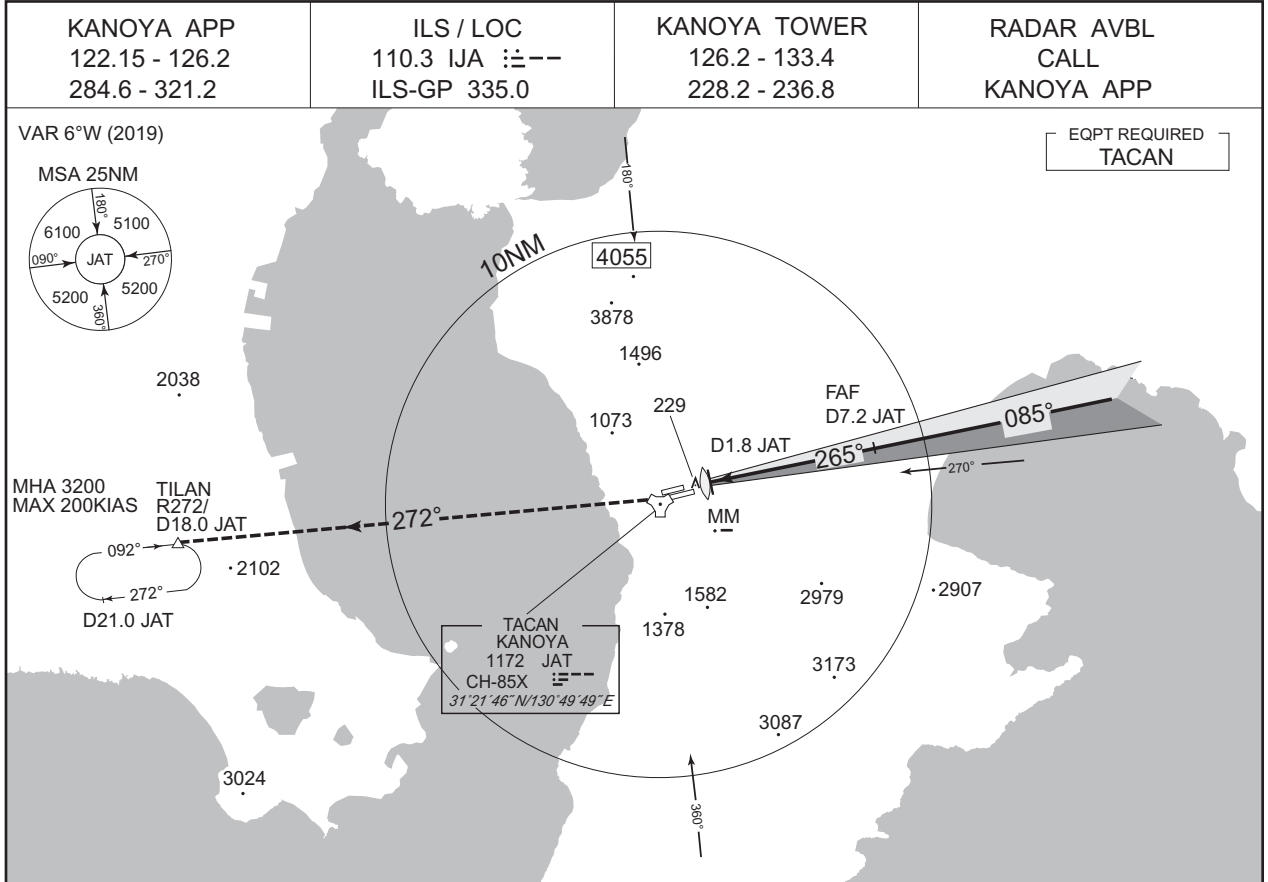 KANOYA APP
122.15 - 126.2
284.6 - 321.2
ILS / LOC
110.3 IJA
ILS-GP 335.0
KANOYA TOWER
126.2 - 133.4
228.2 - 236.8
RADAR AVBL
CALL
KANOYA APP
VAR 6°W (2019)
EQPT REQUIRED
TACAN
MSA 25NM
180°
6100
5100
090°
JAT
270°
5200
5200
360°
180°
10NM
4055
3878
1496
2038
1073
229
FAF
D7.2 JAT
085°
D1.8 JAT
265°
270°
MHA 3200
MAX 200KIAS
TILAN
R272/
D18.0 JAT
272°
MM
092°
2102
272°
D21.0 JAT
1582
2979
2907
1378
TACAN
KANOYA
1172 JAT
CH-85X
31°21´46˝N/130°49´49˝E
3173
3087
3024
360°